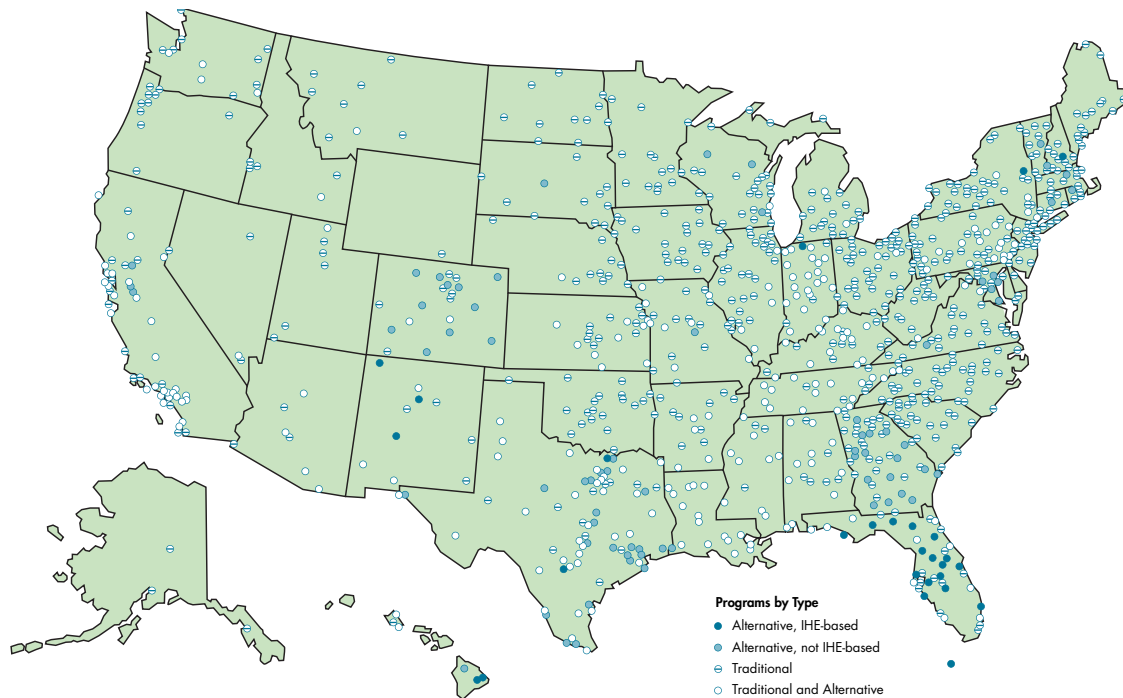 Programs by Type
Alternative, IHE-based
Alternative, not IHE-based
Traditional
Traditional and Alternative